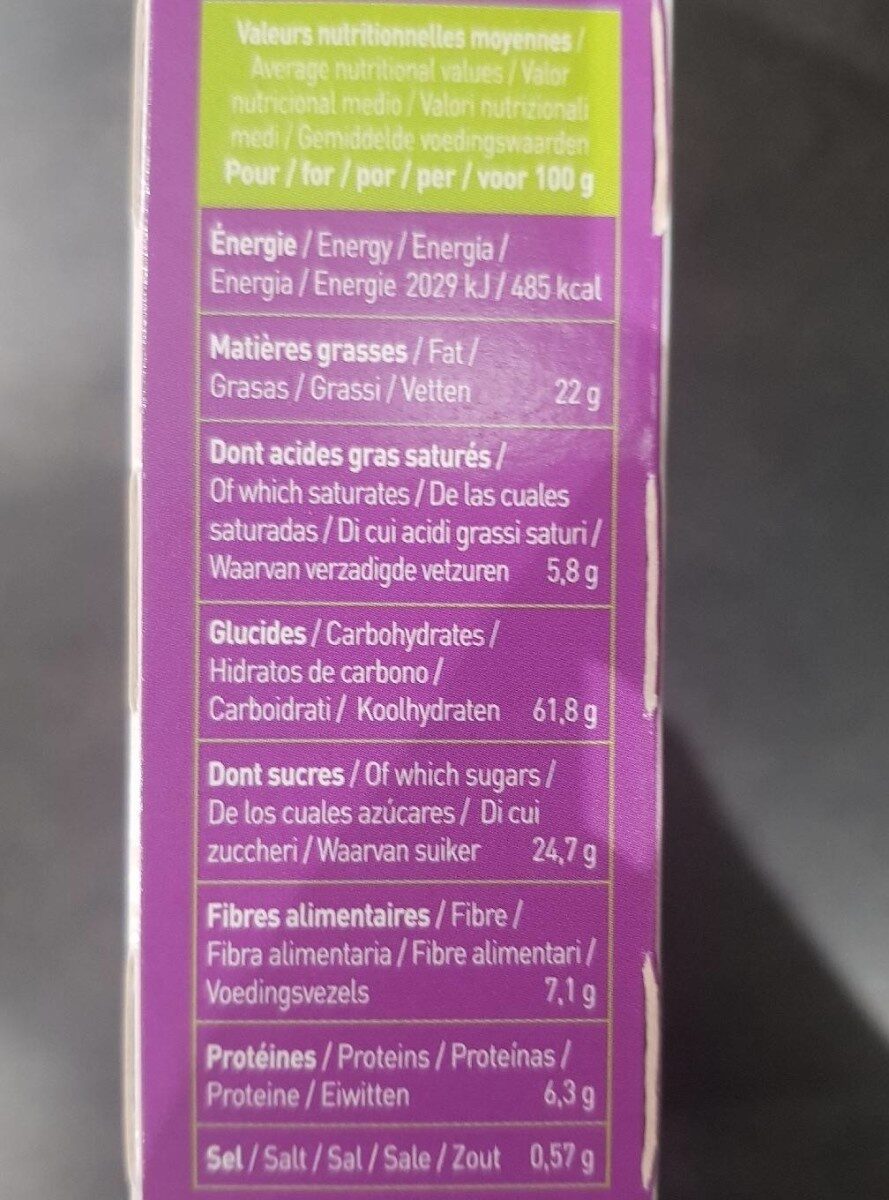 Valeurs nutritionnelles moyennes /
Average nutritional values / Valor
nutricional medio / Valori nutrizionali
medi / Gemiddelde voedingswaarden
Pour / for / por / per / voor 100 g
Énergie / Energy / Energía /
Energia / Energie 2029 kJ / 485 kcal
Matières grasses / Fat /
Grasas / Grassi / Vetten 22 g
Dont acides gras saturés /
Of which saturates / De las cuales
saturadas / Di cui acidi grassi saturi /
Waarvan verzadigde vetzuren 5,8 g
Glucides / Carbohydrates /
Hidratos de carbono /
Carboidrati / Koolhydraten 61,8 g
Dont sucres / Of which sugars /
De los cuales azúcares / Di cui
zuccheri / Waarvan suiker 24,7 g
Fibres alimentaires / Fibre /
Fibra alimentaria / Fibre alimentari /
Voedingsvezels 7,1 g
Protéines / Proteins / Proteínas /
Proteine / Eiwitten 6,3 g
Sel / Salt / Sal / Sale / Zout 0,57 g